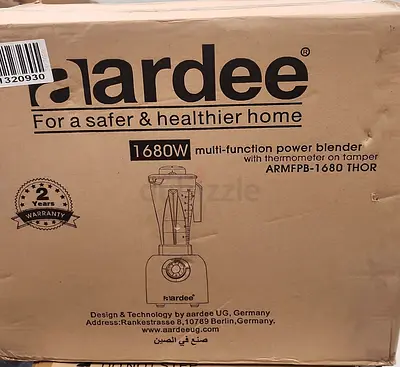 1320930
aardee®
For a safer & healthier home
1680W multi-function power blender
with thermometer on tamper
ARMFPB-1680 THOR
2
Years
WARRANTY
dubizzle
aardee
Design & Technology by aardee UG, Germany
Address:Rankestrasse 8,10789 Berlin,Germany.
www.aardeeug.com
صنع في الصين